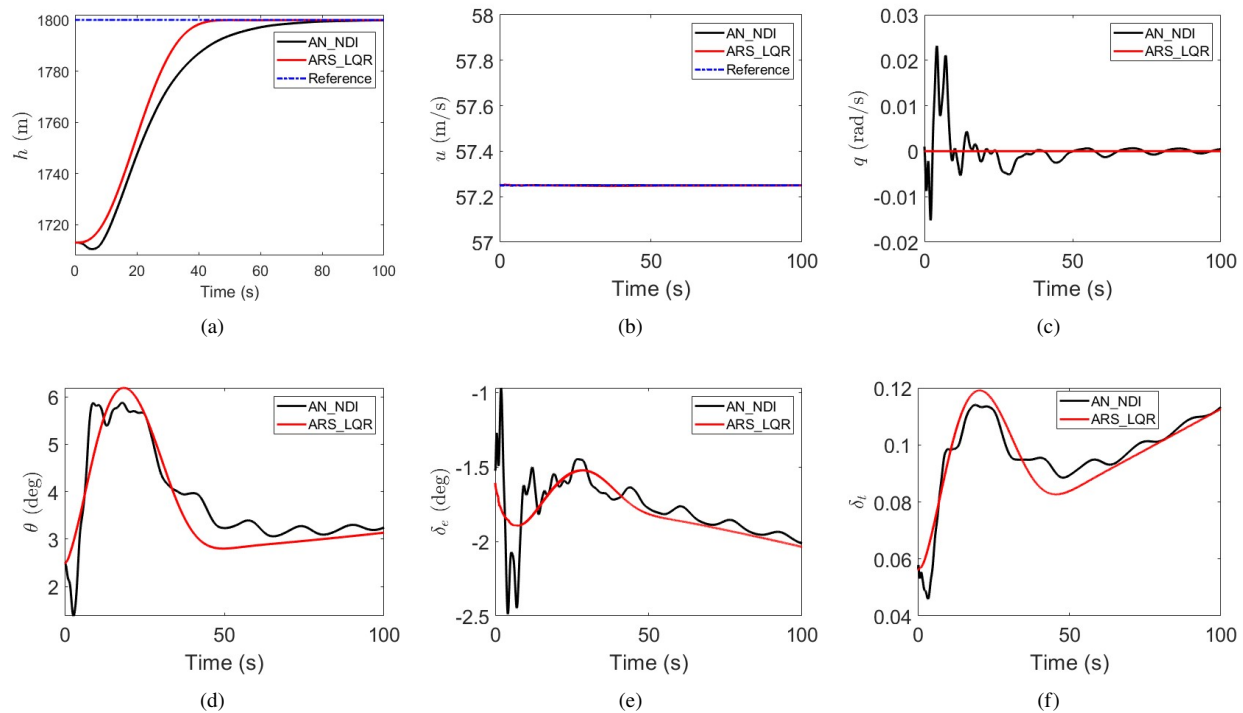 1800
1780
1760
1740
1720
h (m)
0 20 40 60 80 100
Time (s)
AN_NDI
ARS_LQR
Reference
(a)
58
57.8
57.6
57.4
57.2
57
u (m/s)
0 50 100
Time (s)
AN_NDI
ARS_LQR
Reference
(b)
0.03
0.02
0.01
0
-0.01
-0.02
q (rad/s)
0 50 100
Time (s)
AN_NDI
ARS_LQR
(c)
6
5
4
3
2
θ (deg)
0 50 100
Time (s)
AN_NDI
ARS_LQR
(d)
-1
-1.5
-2
-2.5
δe (deg)
0 50 100
Time (s)
AN_NDI
ARS_LQR
(e)
0.12
0.1
0.08
0.06
0.04
δt
0 50 100
Time (s)
AN_NDI
ARS_LQR
(f)